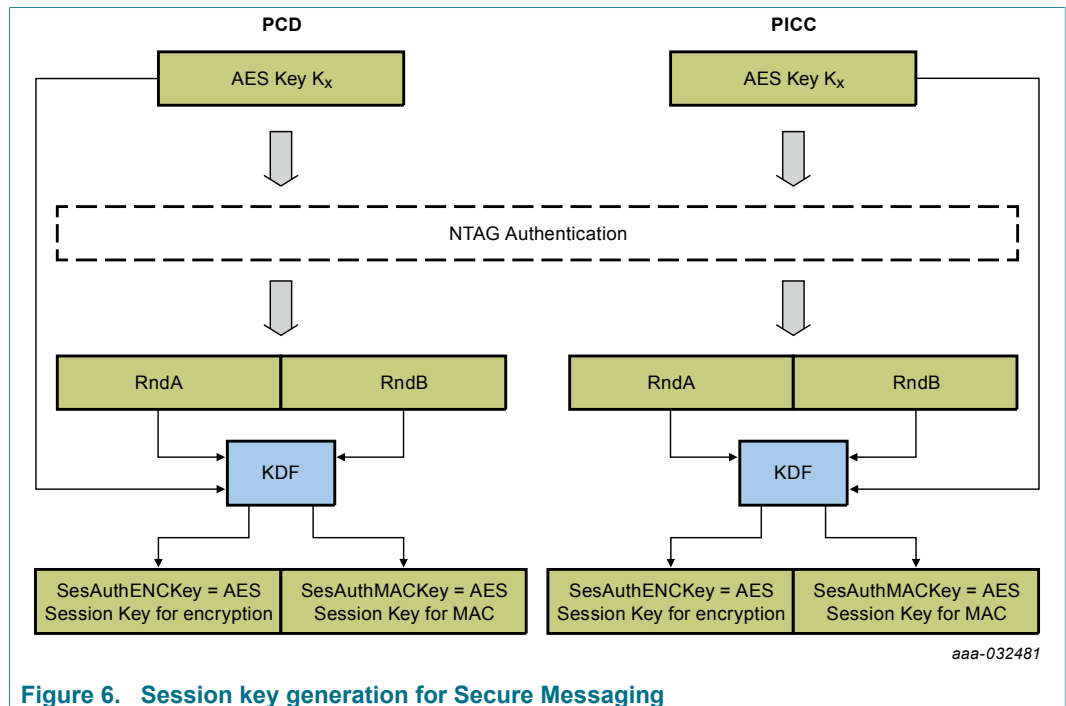 PCD
PICC
AES Key Kx
AES Key Kx
NTAG Authentication
RndA
RndB
RndA
RndB
KDF
KDF
SesAuthENCKey = AES
Session Key for encryption
SesAuthMACKey = AES
Session Key for MAC
SesAuthENCKey = AES
Session Key for encryption
SesAuthMACKey = AES
Session Key for MAC
aaa-032481
Figure 6. Session key generation for Secure Messaging